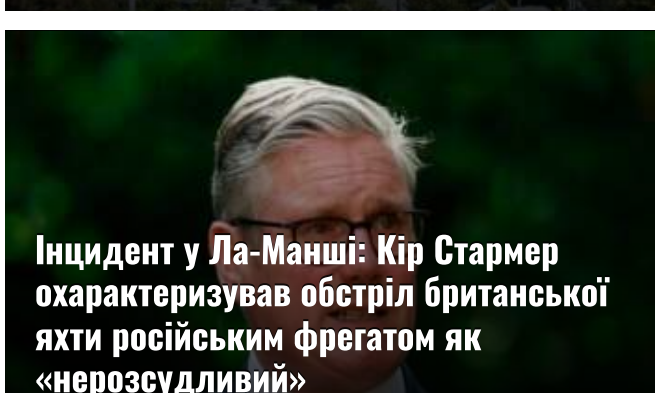 Інцидент у Ла-Манші: Кір Стармер
охарактеризував обстріл британської
яхти російським фрегатом як
«нерозсудливий»